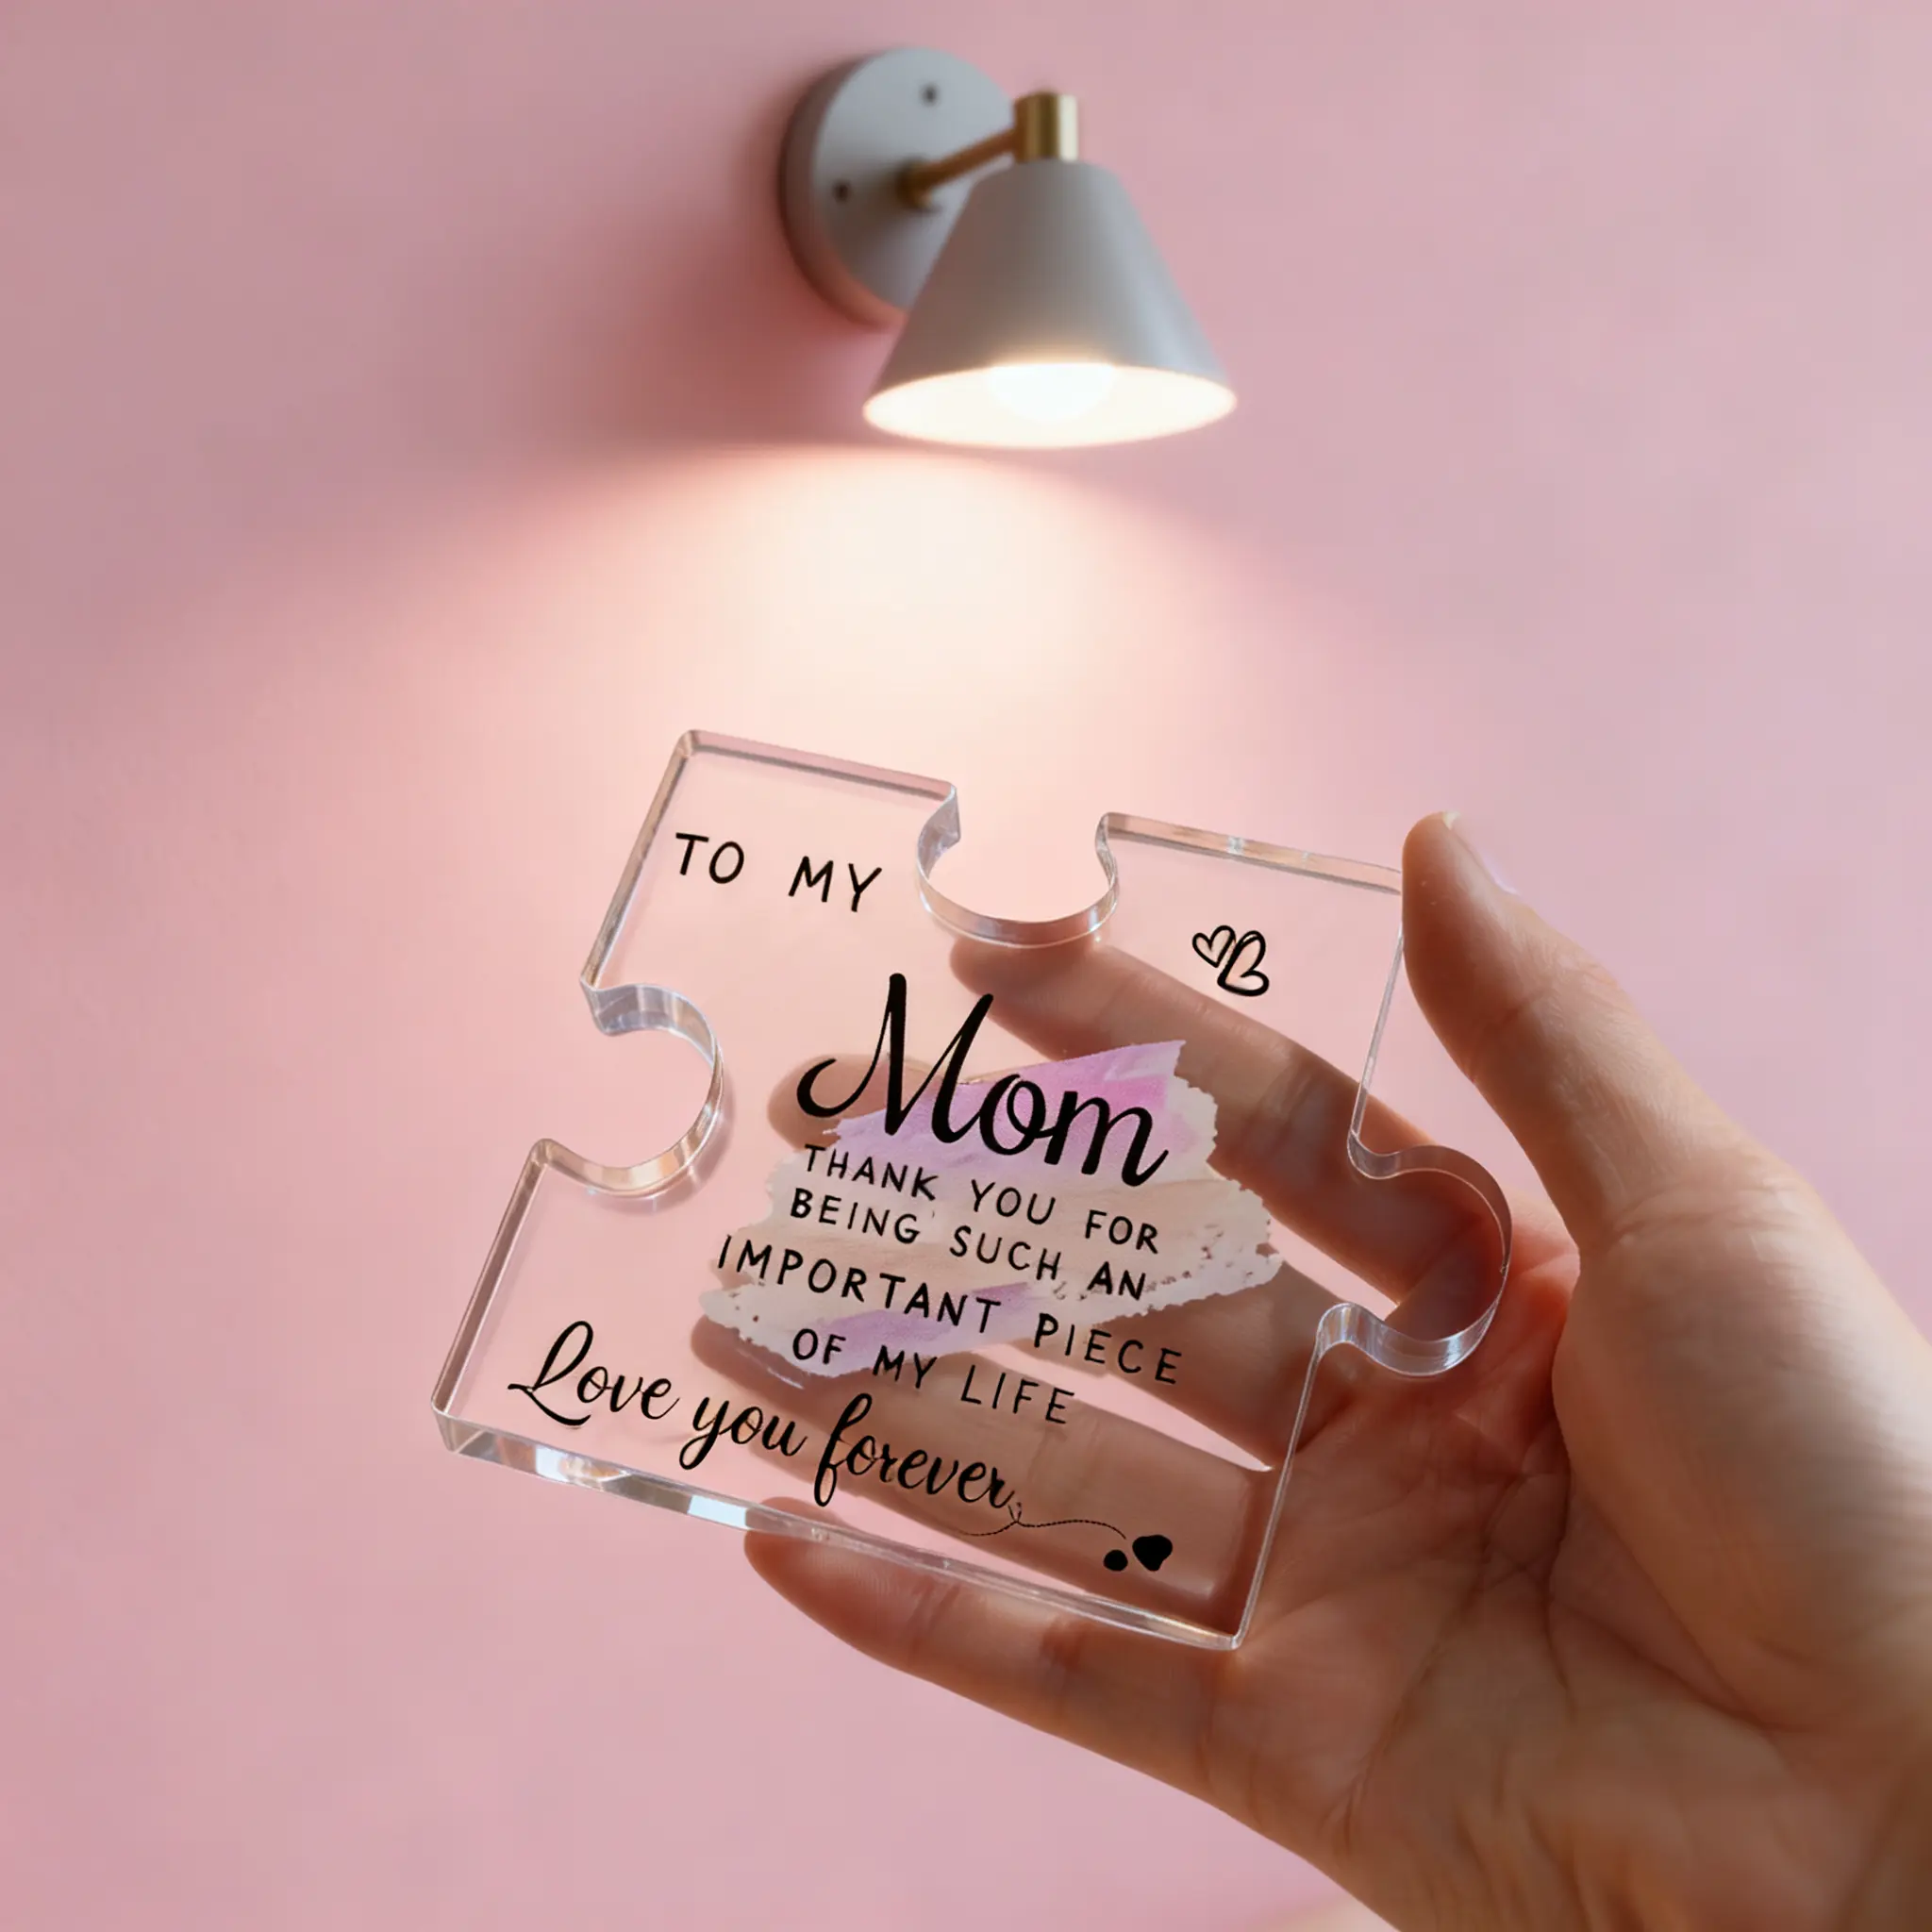 TO MY
Mom
THANK YOU FOR
BEING SUCH AN
IMPORTANT PIECE
OF MY LIFE
Love you forever